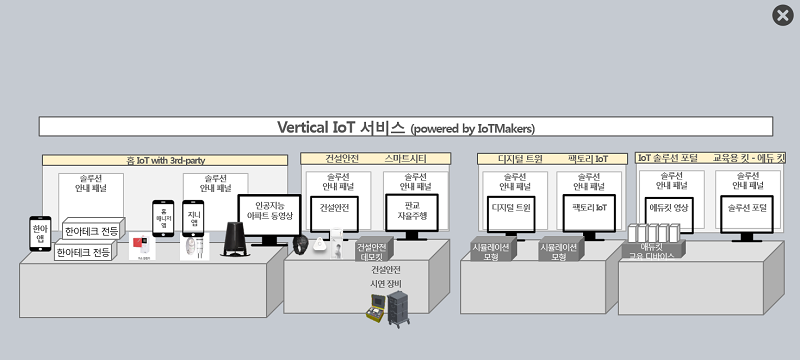 Vertical IoT 서비스 (powered by IoTMakers)
홈 IoT with 3rd-party
건설안전 스마트시티
디지털 트윈 팩토리 IoT
IoT 솔루션 포털 교육용 킷 - 에듀 킷
솔루션
안내 패널
솔루션
안내 패널
솔루션
안내 패널
솔루션
안내 패널
솔루션
안내 패널
솔루션
안내 패널
솔루션
안내 패널
솔루션
안내 패널
한아
앱
한아테크 전등
한아테크 전등
홈
매니저
앱
지니
앱
인공지능
아파트 동영상
건설안전
판교
자율주행
디지털 트윈
팩토리 IoT
에듀킷 영상
솔루션 포털
건설안전
데모킷
시뮬레이션
모형
시뮬레이션
모형
에듀킷
교육 디바이스
건설안전
시연 장비